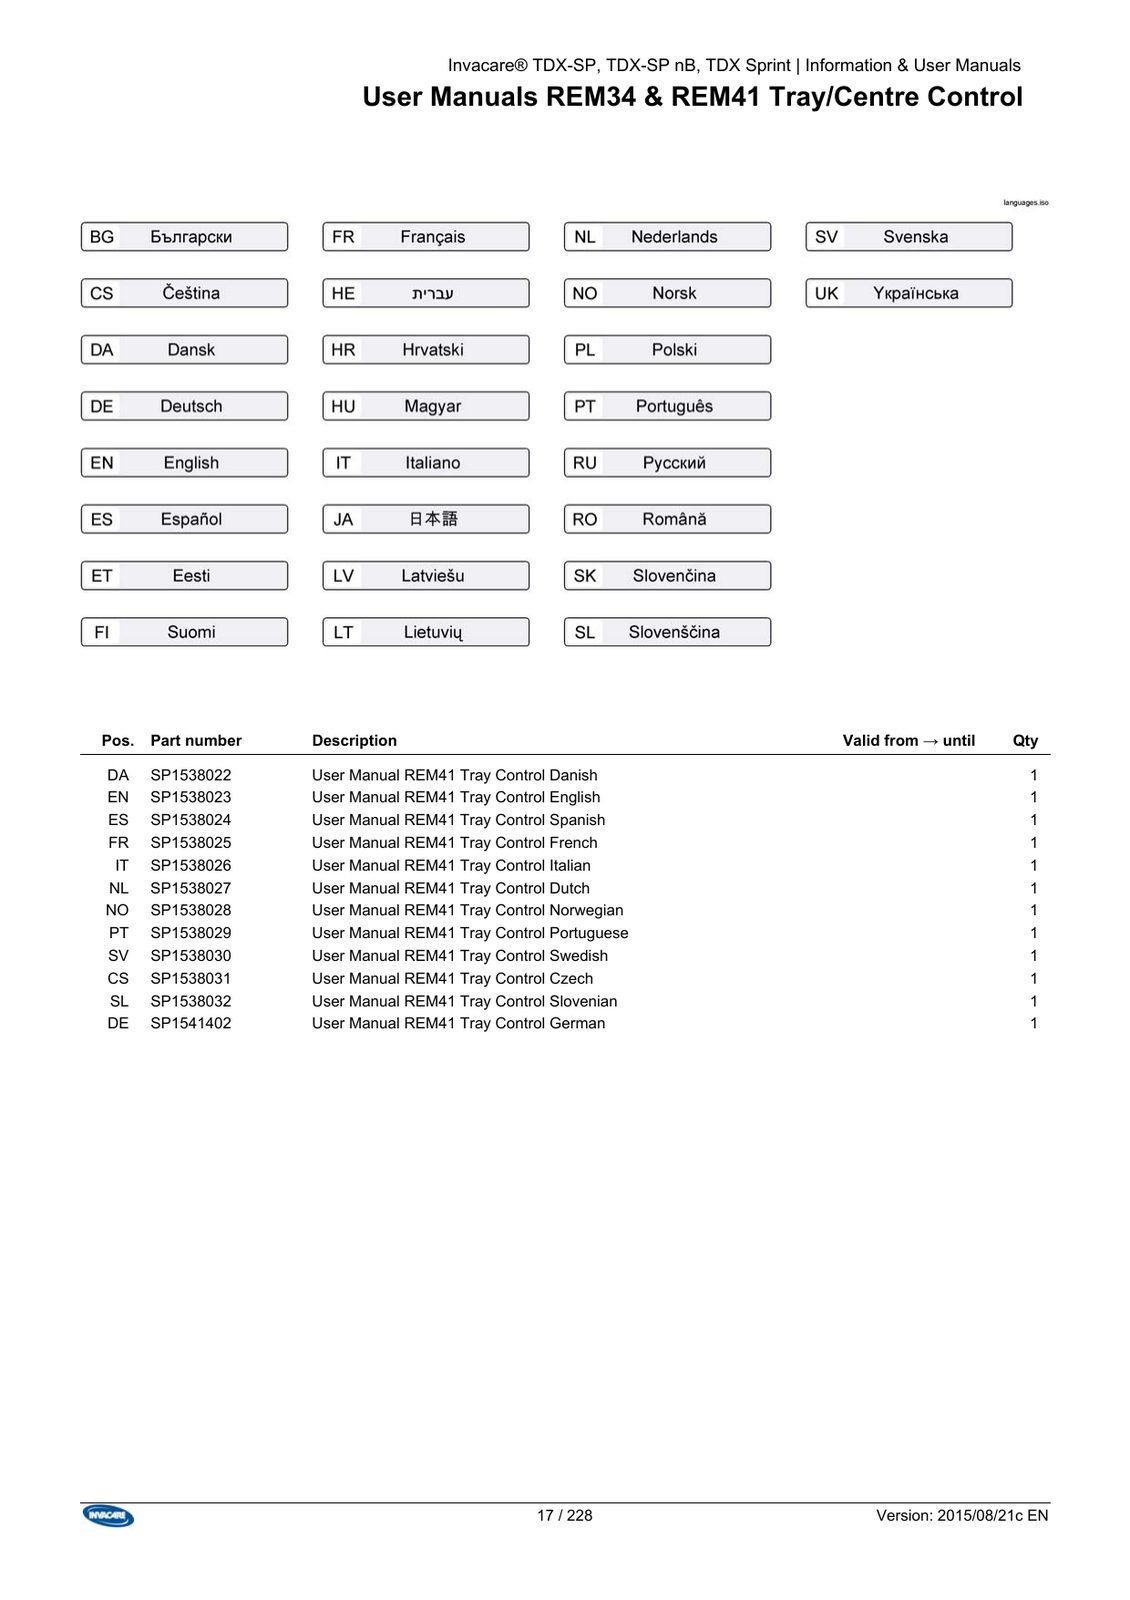 Invacare® TDX-SP, TDX-SP nB, TDX Sprint | Information & User Manuals
User Manuals REM34 & REM41 Tray/Centre Control
languages.iso
BG Български FR Français NL Nederlands SV Svenska
CS Čeština HE עברית NO Norsk UK Українська
DA Dansk HR Hrvatski PL Polski
DE Deutsch HU Magyar PT Português
EN English IT Italiano RU Русский
ES Español JA 日本語 RO Română
ET Eesti LV Latviešu SK Slovenčina
FI Suomi LT Lietuvių SL Slovenščina
Pos. Part number Description Valid from → until Qty
DA SP1538022 User Manual REM41 Tray Control Danish 1
EN SP1538023 User Manual REM41 Tray Control English 1
ES SP1538024 User Manual REM41 Tray Control Spanish 1
FR SP1538025 User Manual REM41 Tray Control French 1
IT SP1538026 User Manual REM41 Tray Control Italian 1
NL SP1538027 User Manual REM41 Tray Control Dutch 1
NO SP1538028 User Manual REM41 Tray Control Norwegian 1
PT SP1538029 User Manual REM41 Tray Control Portuguese 1
SV SP1538030 User Manual REM41 Tray Control Swedish 1
CS SP1538031 User Manual REM41 Tray Control Czech 1
SL SP1538032 User Manual REM41 Tray Control Slovenian 1
DE SP1541402 User Manual REM41 Tray Control German 1
INVACARE 17 / 228 Version: 2015/08/21c EN